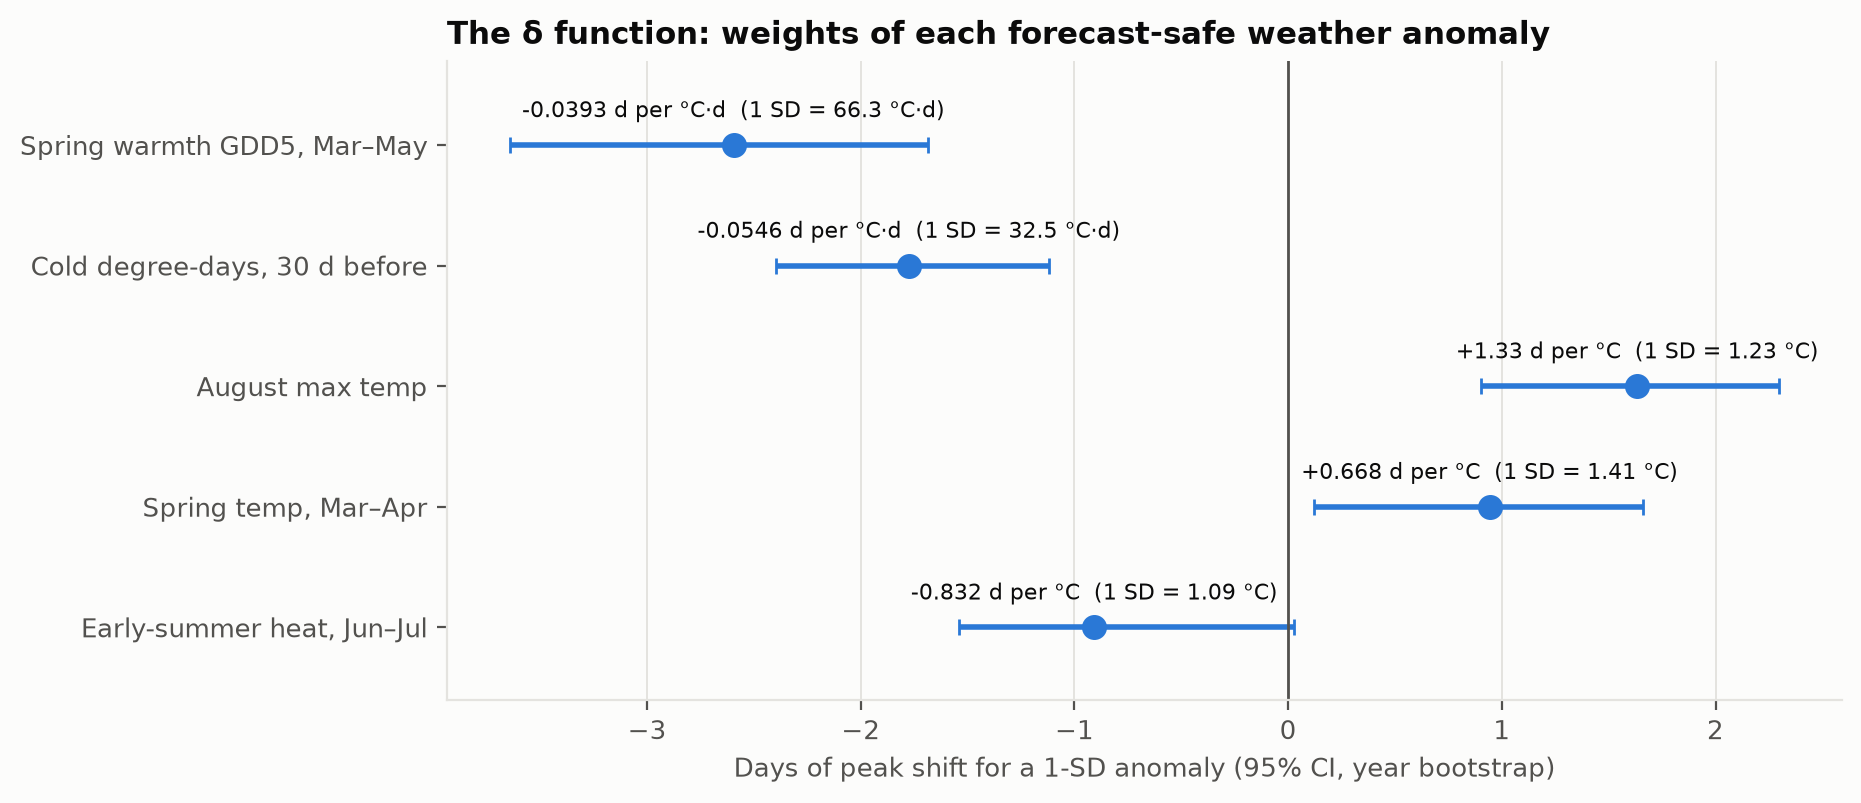 The δ function: weights of each forecast-safe weather anomaly
-0.0393 d per °C·d  (1 SD = 66.3 °C·d)
Spring warmth GDD5, Mar–May
-0.0546 d per °C·d  (1 SD = 32.5 °C·d)
Cold degree-days, 30 d before
+1.33 d per °C  (1 SD = 1.23 °C)
August max temp
+0.668 d per °C  (1 SD = 1.41 °C)
Spring temp, Mar–Apr
-0.832 d per °C  (1 SD = 1.09 °C)
Early-summer heat, Jun–Jul
−3 −2 −1 0 1 2
Days of peak shift for a 1-SD anomaly (95% CI, year bootstrap)